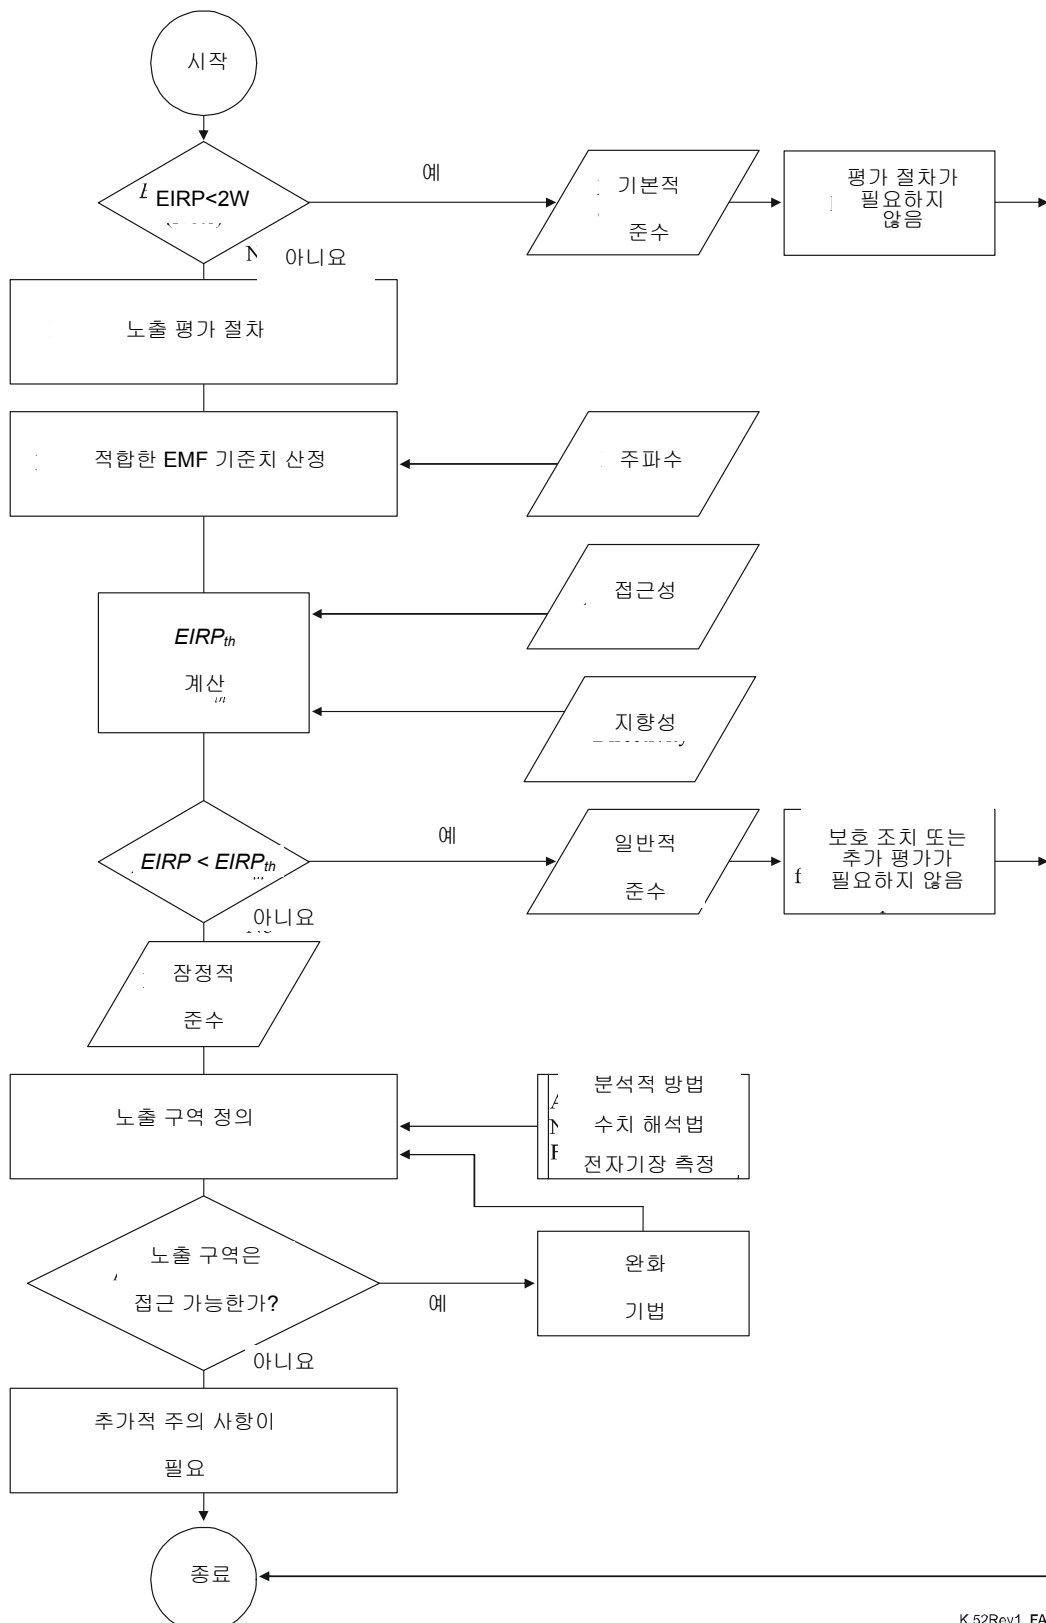 시작
EIRP<2W
예
기본적
준수
평가 절차가
필요하지
않음
아니요
노출 평가 절차
적합한 EMF 기준치 산정
주파수
접근성
EIRPth
계산
지향성
EIRP < EIRPth
예
일반적
준수
보호 조치 또는
추가 평가가
필요하지 않음
아니요
잠정적
준수
노출 구역 정의
분석적 방법
수치 해석법
전자기장 측정
노출 구역은
접근 가능한가?
예
완화
기법
아니요
추가적 주의 사항이
필요
종료
K.52Rev1_FA